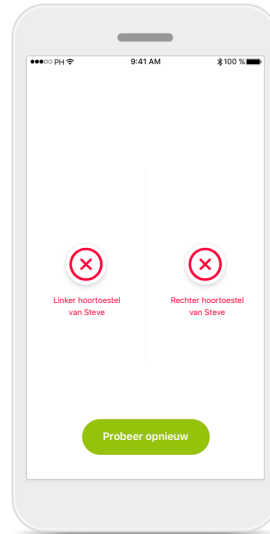 PH 9:41 AM 100 %
Linker hoortoestel
van Steve
Rechter hoortoestel
van Steve
Probeer opnieuw